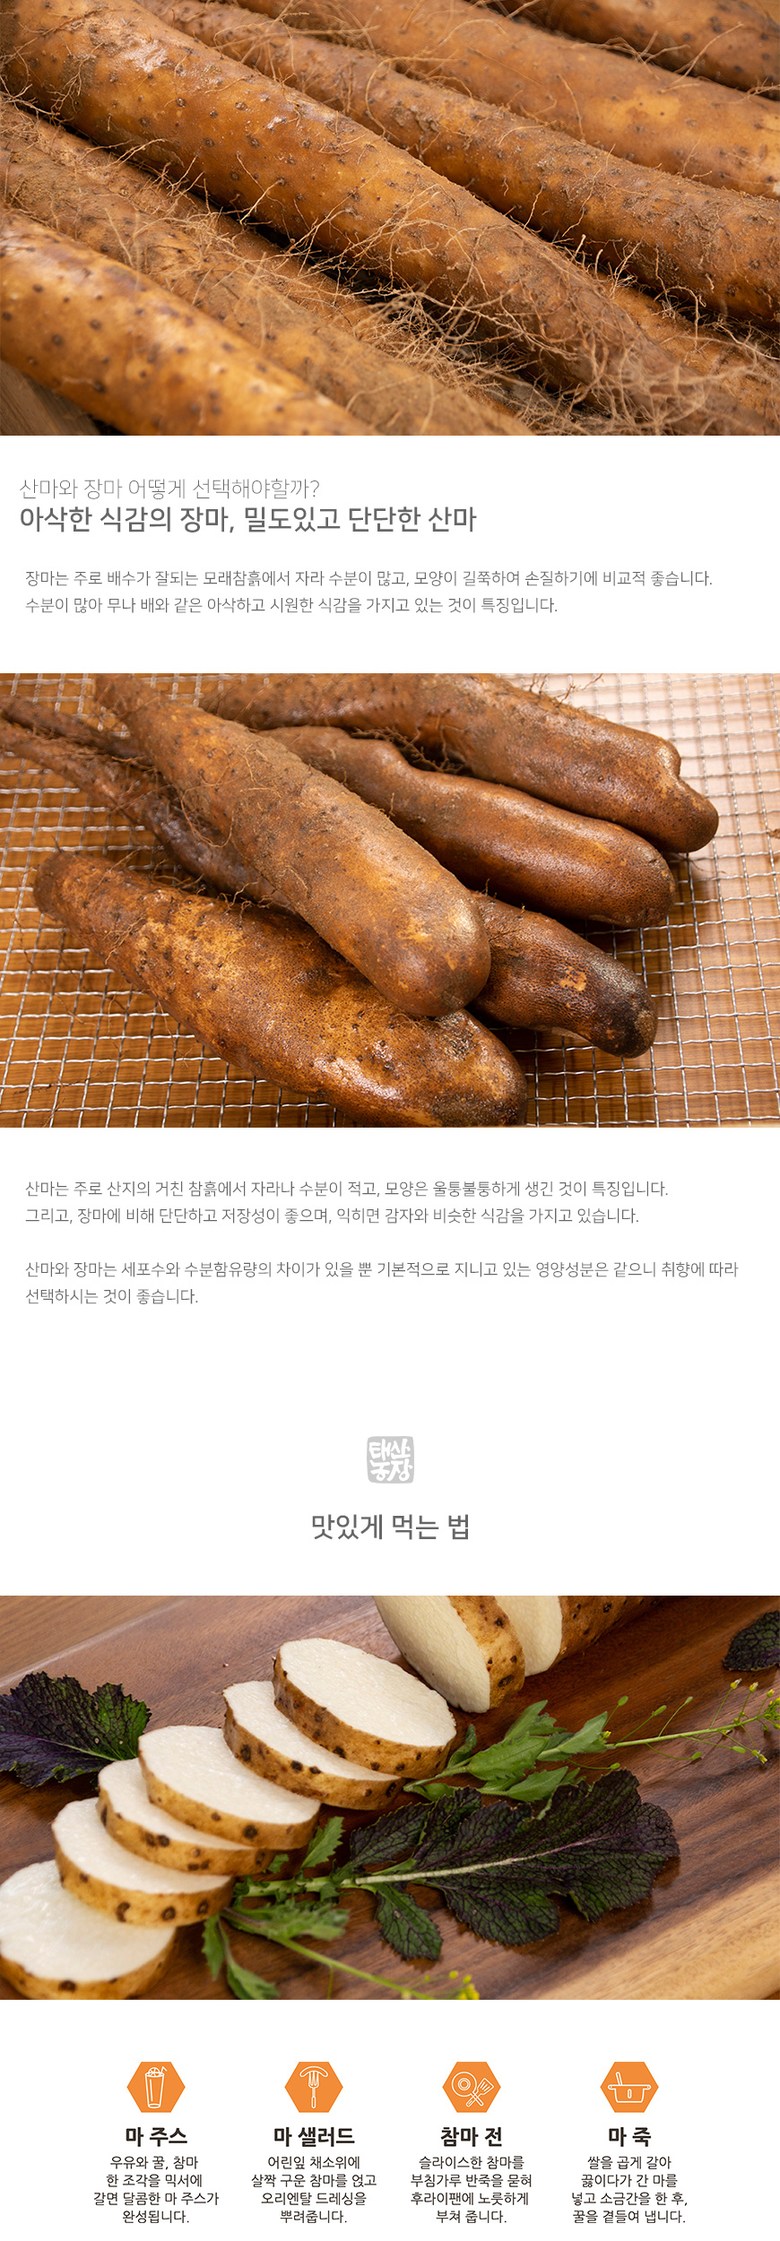 산마와 장마 어떻게 선택해야할까?
아삭한 식감의 장마, 밀도있고 단단한 산마
장마는 주로 배수가 잘되는 모래참흙에서 자라 수분이 많고, 모양이 길쭉하여 손질하기에 비교적 좋습니다.
수분이 많아 무나 배와 같은 아삭하고 시원한 식감을 가지고 있는 것이 특징입니다.
산마는 주로 산지의 거친 참흙에서 자라나 수분이 적고, 모양은 울퉁불퉁하게 생긴 것이 특징입니다.
그리고, 장마에 비해 단단하고 저장성이 좋으며, 익히면 감자와 비슷한 식감을 가지고 있습니다.
산마와 장마는 세포수와 수분함유량의 차이가 있을 뿐 기본적으로 지니고 있는 영양성분은 같으니 취향에 따라
선택하시는 것이 좋습니다.
태산
농장
맛있게 먹는 법
마 주스
우유와 꿀, 참마
한 조각을 믹서에
갈면 달콤한 마 주스가
완성됩니다.
마 샐러드
어린잎 채소위에
살짝 구운 참마를 얹고
오리엔탈 드레싱을
뿌려줍니다.
참마 전
슬라이스한 참마를
부침가루 반죽을 묻혀
후라이팬에 노릇하게
부쳐 줍니다.
마 죽
쌀을 곱게 갈아
끓이다가 간 마를
넣고 소금간을 한 후,
꿀을 곁들여 냅니다.